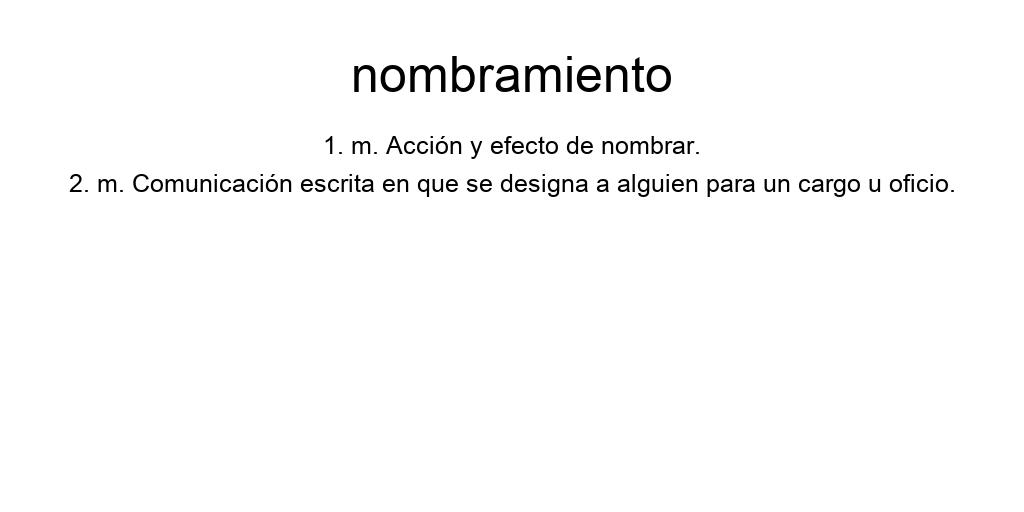 nombramiento
1. m. Acción y efecto de nombrar.
2. m. Comunicación escrita en que se designa a alguien para un cargo u oficio.